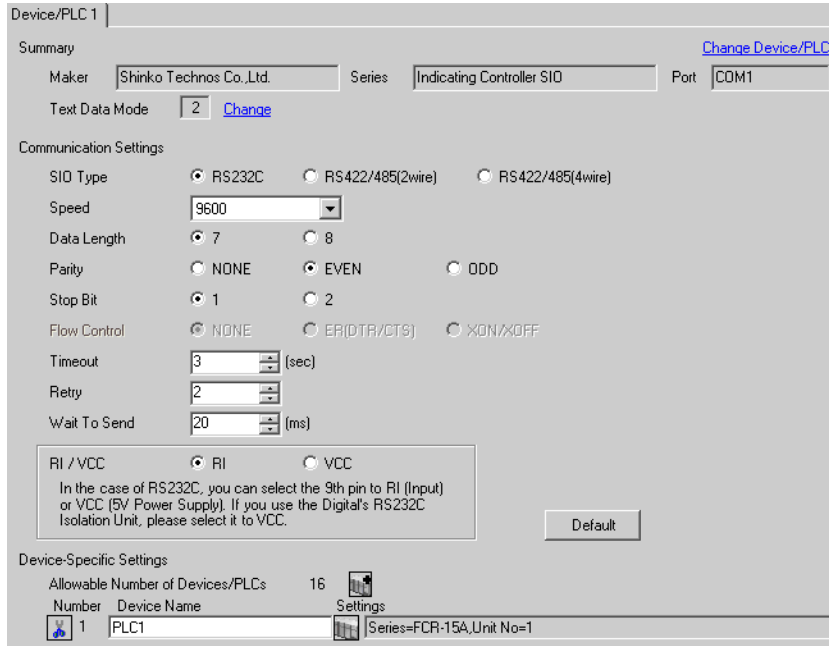 Device/PLC 1
Summary Change Device/PLC
Maker Shinko Technos Co.,Ltd. Series Indicating Controller SIO Port COM1
Text Data Mode 2 Change
Communication Settings
SIO Type RS232C RS422/485(2wire) RS422/485(4wire)
Speed 9600
Data Length 7 8
Parity NONE EVEN ODD
Stop Bit 1 2
Flow Control NONE ER(DTR/CTS) XON/XOFF
Timeout 3 (sec)
Retry 2
Wait To Send 20 (ms)
RI / VCC RI VCC
In the case of RS232C, you can select the 9th pin to RI (Input)
or VCC (5V Power Supply). If you use the Digital's RS232C
Isolation Unit, please select it to VCC.
Default
Device-Specific Settings
Allowable Number of Devices/PLCs 16
Number Device Name Settings
1 PLC1 Series=FCR-15A,Unit No=1